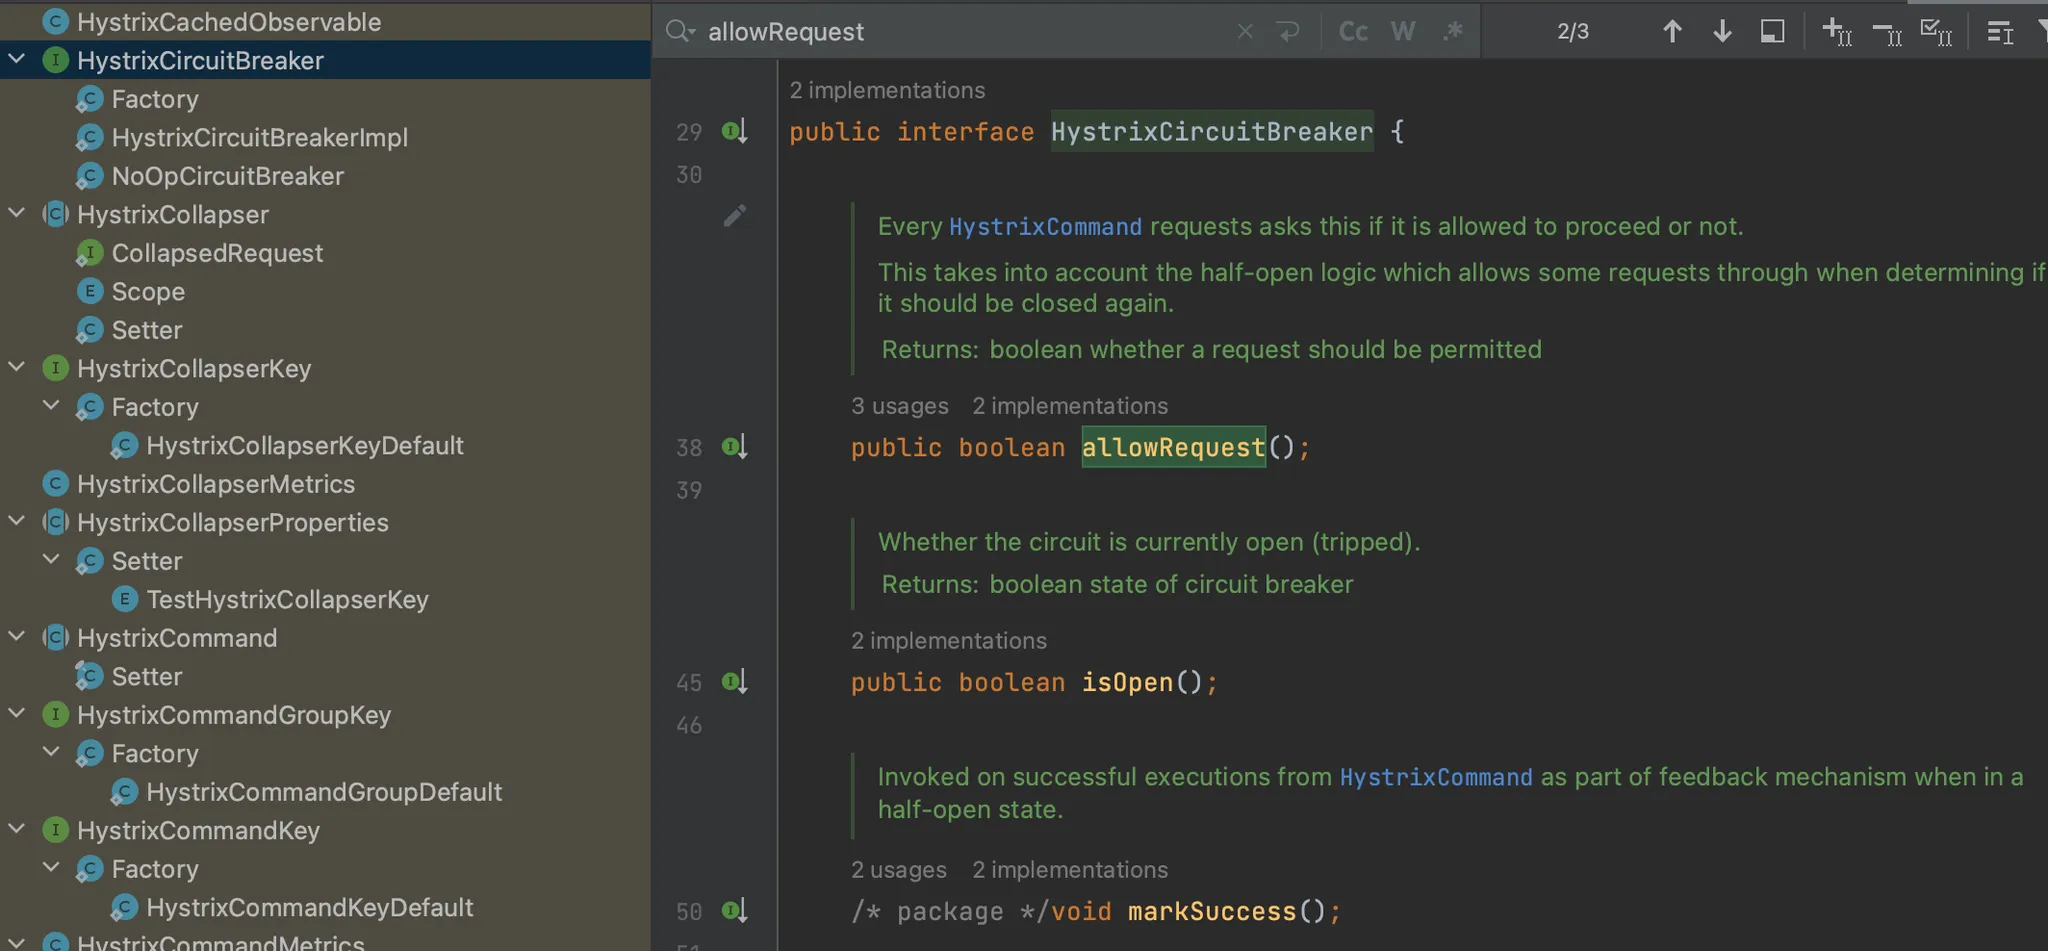 HystrixCachedObservable
HystrixCircuitBreaker
Factory
HystrixCircuitBreakerImpl
NoOpCircuitBreaker
HystrixCollapser
CollapsedRequest
Scope
Setter
HystrixCollapserKey
Factory
HystrixCollapserKeyDefault
HystrixCollapserMetrics
HystrixCollapserProperties
Setter
TestHystrixCollapserKey
HystrixCommand
Setter
HystrixCommandGroupKey
Factory
HystrixCommandGroupDefault
HystrixCommandKey
Factory
HystrixCommandKeyDefault
HystrixCommandMetrics
allowRequest Cc W .* 2/3
2 implementations
29 public interface HystrixCircuitBreaker {
30
Every HystrixCommand requests asks this if it is allowed to proceed or not.
This takes into account the half-open logic which allows some requests through when determining if
it should be closed again.
Returns: boolean whether a request should be permitted
3 usages 2 implementations
38 public boolean allowRequest();
39
Whether the circuit is currently open (tripped).
Returns: boolean state of circuit breaker
2 implementations
45 public boolean isOpen();
46
Invoked on successful executions from HystrixCommand as part of feedback mechanism when in a
half-open state.
2 usages 2 implementations
50 /* package */void markSuccess();
51